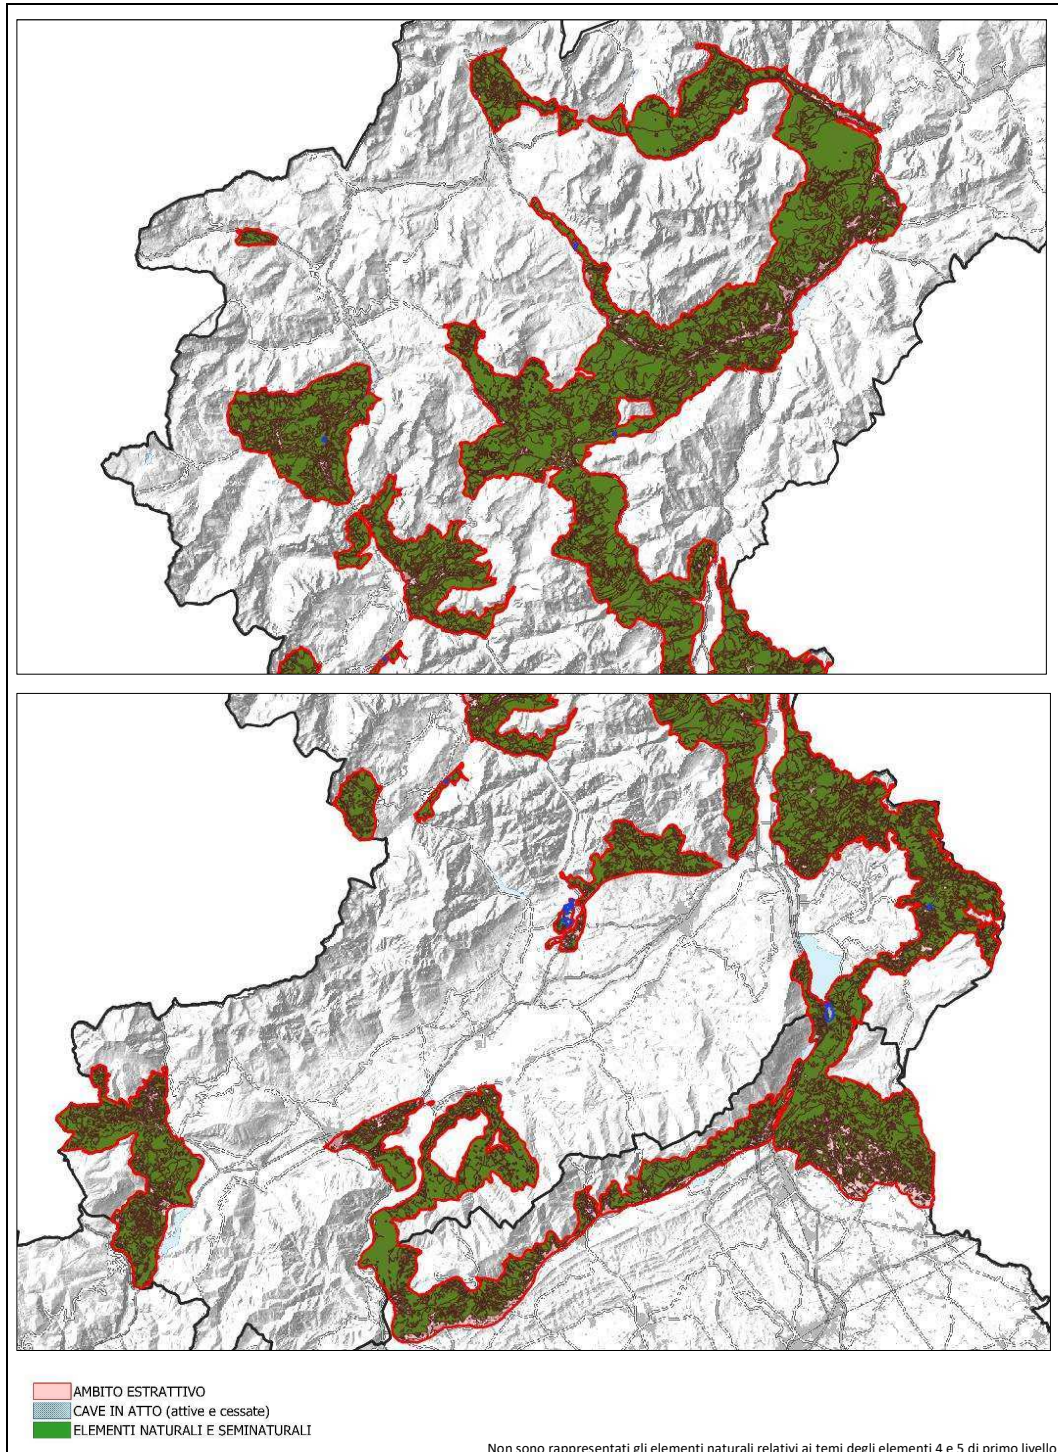 AMBITO ESTRATTIVO
CAVE IN ATTO (attive e cessate)
ELEMENTI NATURALI E SEMINATURALI
Non sono rappresentati gli elementi naturali relativi ai temi degli elementi 4 e 5 di primo livello